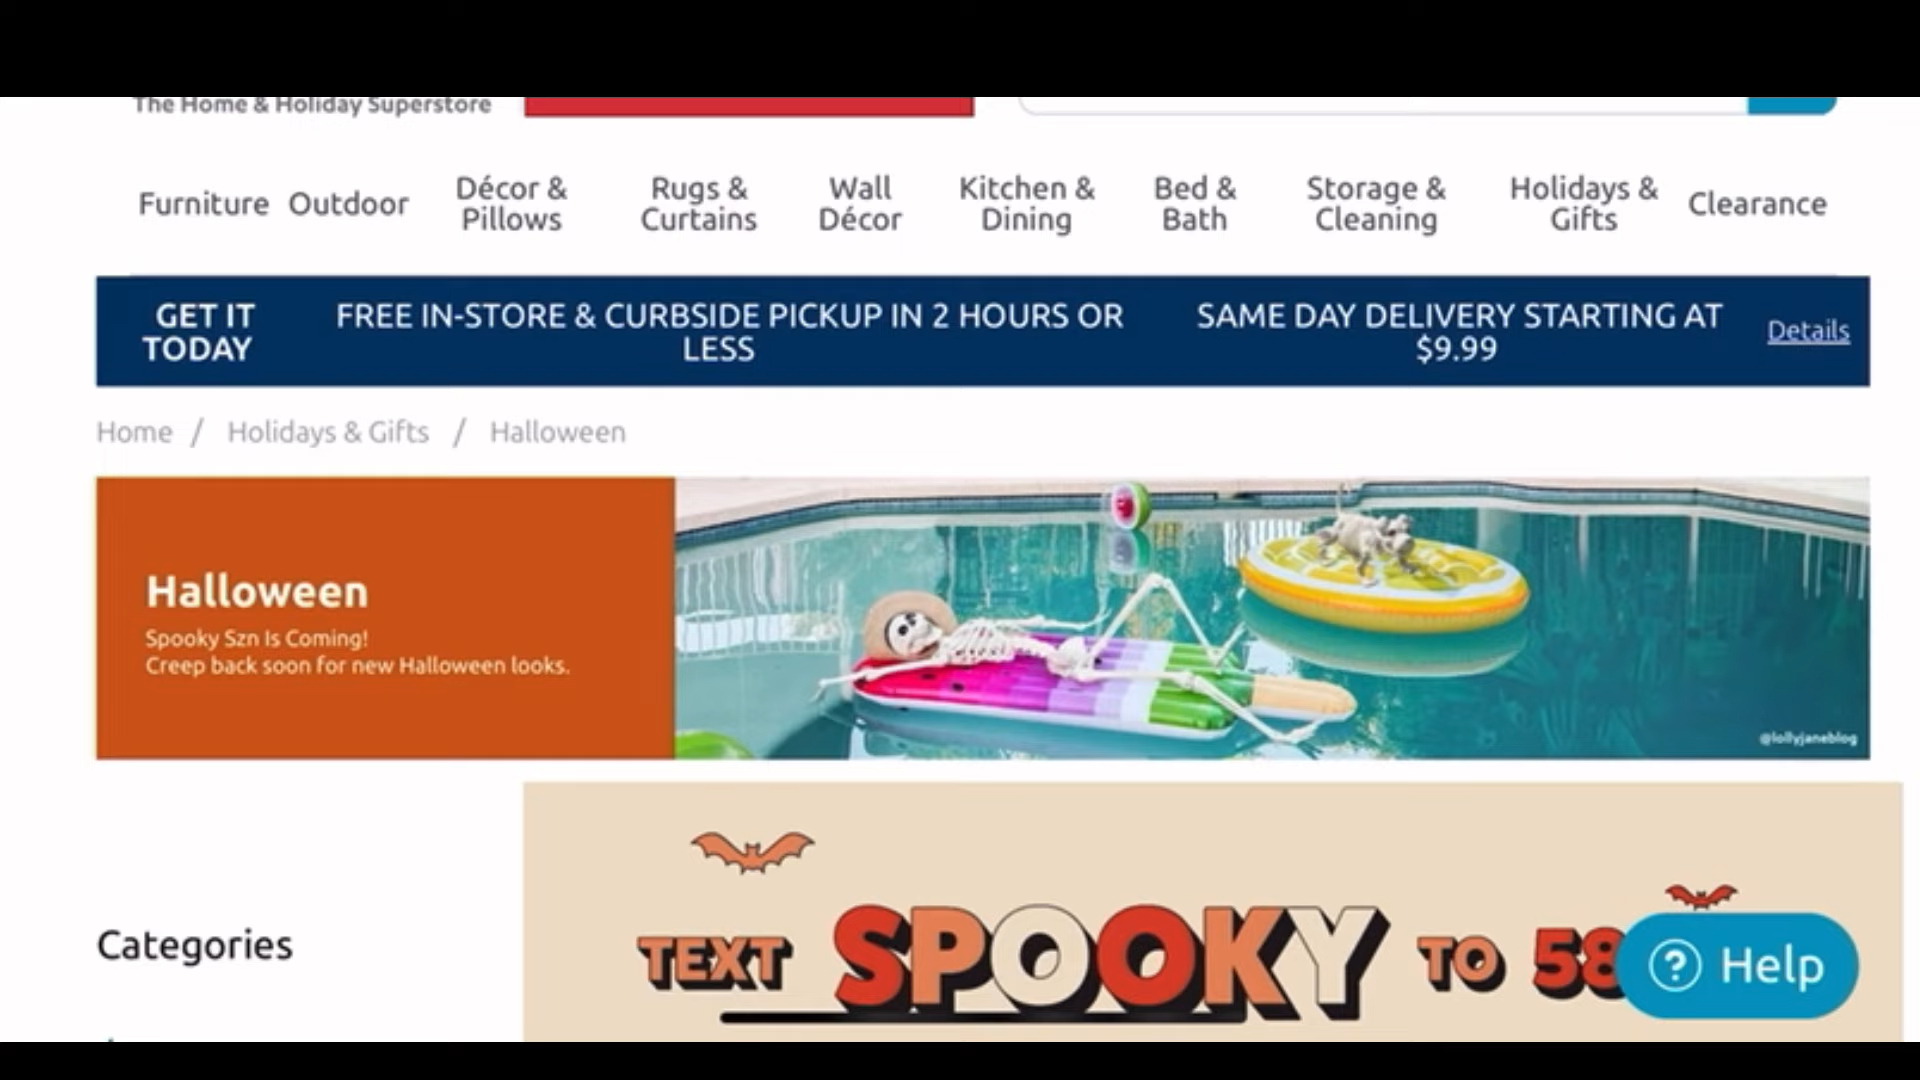 The Home & Holiday Superstore
Furniture
Outdoor
Décor &
Pillows
Rugs &
Curtains
Wall
Décor
Kitchen &
Dining
Bed &
Bath
Storage &
Cleaning
Holidays &
Gifts
Clearance
GET IT
TODAY
FREE IN-STORE & CURBSIDE PICKUP IN 2 HOURS OR
LESS
SAME DAY DELIVERY STARTING AT
$9.99
Details
Home / Holidays & Gifts / Halloween
Halloween
Spooky Szn Is Coming!
Creep back soon for new Halloween looks.
@lollyjaneblog
Categories
TEXT SPOOKY TO 58
Help